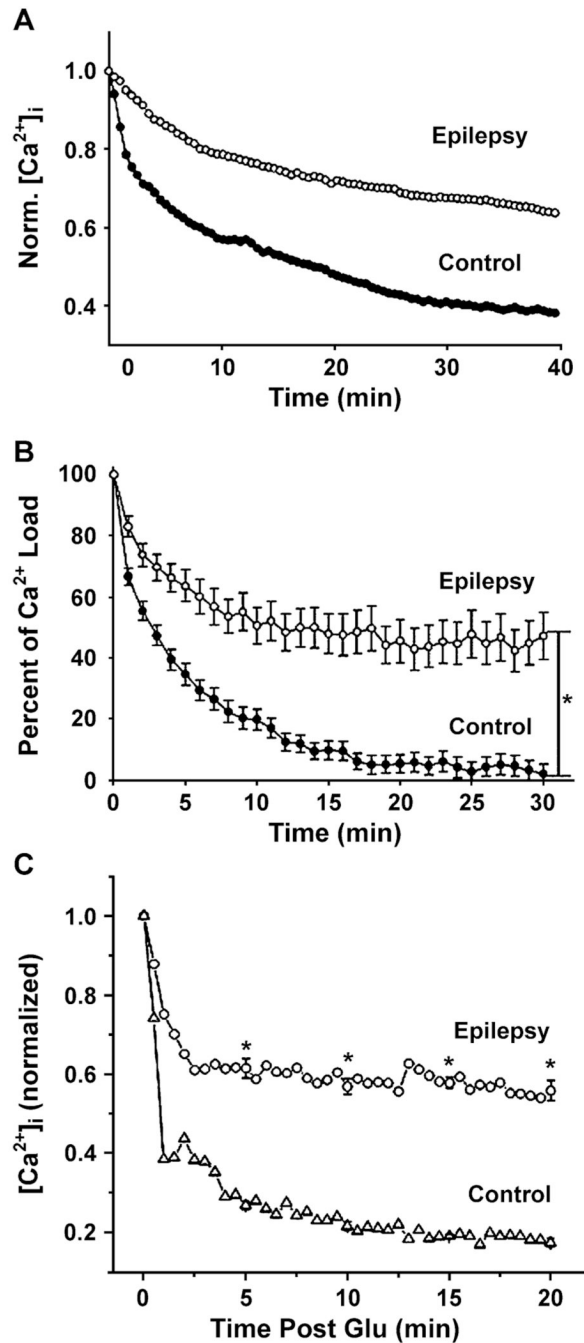 A
Norm. [Ca2+]i
1.0
0.8
0.6
0.4
Epilepsy
Control
0 10 20 30 40
Time (min)
B
Percent of Ca2+ Load
100
80
60
40
20
0
Epilepsy
Control
*
0 5 10 15 20 25 30
Time (min)
C
[Ca2+]i (normalized)
1.0
0.8
0.6
0.4
0.2
* * * *
Epilepsy
Control
0 5 10 15 20
Time Post Glu (min)